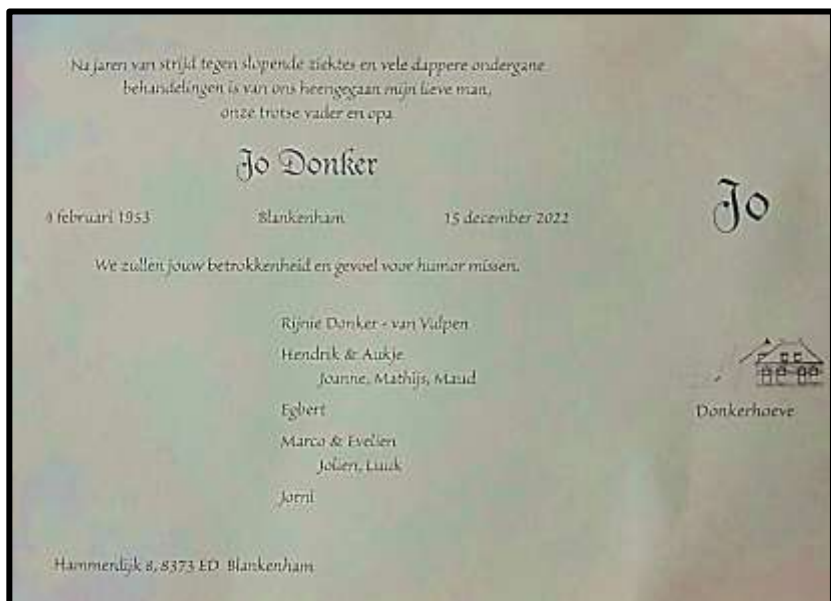 Na jaren van strijd tegen slopende ziektes en vele dappere ondergane
behandelingen is van ons heengegaan mijn lieve man,
onze trotse vader en opa
Jo Donker
4 februari 1953 Blankenham 15 december 2022
We zullen jouw betrokkenheid en gevoel voor humor missen.
Rijnie Donker - van Vulpen
Hendrik & Aukje
Joanne, Mathijs, Maud
Egbert
Marco & Evelien
Jolien, Luuk
Hammerdijk 8, 8373 ED Blankenham
Jo
Donkerhoeve